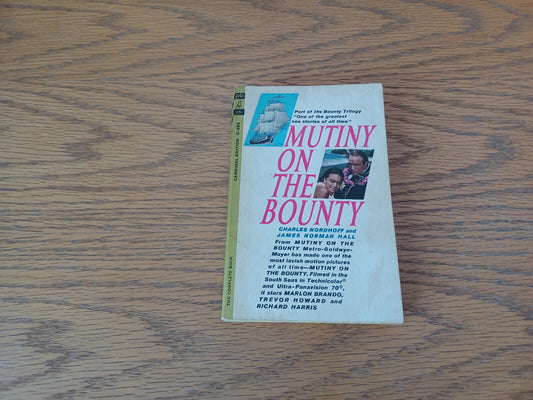 Part of the Bounty Trilogy
"One of the greatest
sea stories of all time"
MUTINY
ON
THE
BOUNTY
CHARLES NORDHOFF and
JAMES NORMAN HALL
From MUTINY ON THE
BOUNTY Metro-Goldwyn-
Mayer has made one of the
most lavish motion pictures
of all time—MUTINY ON
THE BOUNTY. Filmed in the
South Seas in Technicolor®
and Ultra-Panavision 70®,
it stars MARLON BRANDO,
TREVOR HOWARD and
RICHARD HARRIS
CARDINAL EDITION
THE COMPLETE BOOK